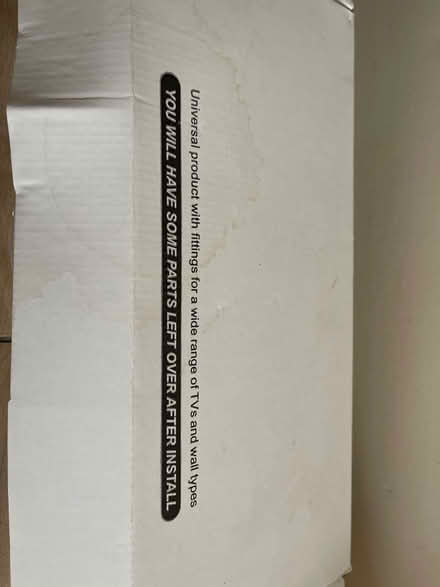 Universal product with fittings for a wide range of TVs and wall types
YOU WILL HAVE SOME PARTS LEFT OVER AFTER INSTALL